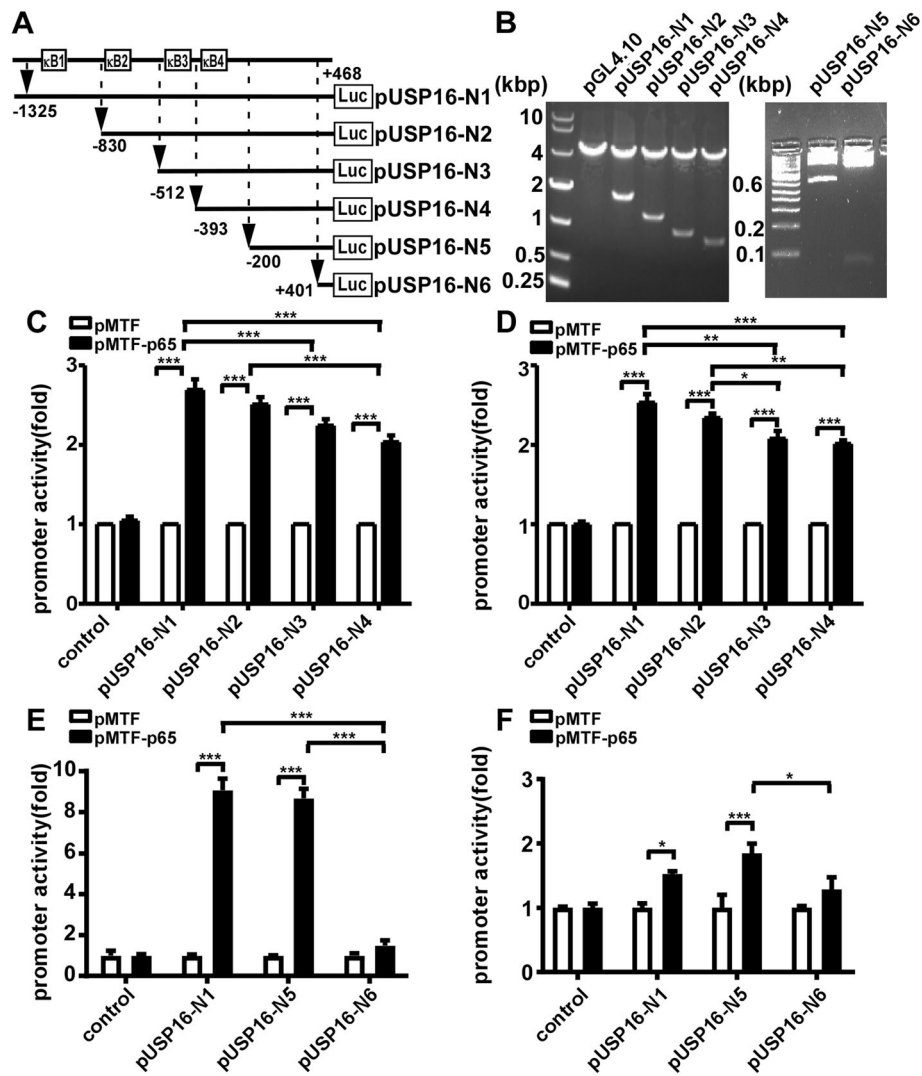 A
κB1 κB2 κB3 κB4
+468
-1325 Luc pUSP16-N1
-830 Luc pUSP16-N2
-512 Luc pUSP16-N3
-393 Luc pUSP16-N4
-200 Luc pUSP16-N5
+401 Luc pUSP16-N6
B
(kbp) pGL4.10 pUSP16-N1 pUSP16-N2 pUSP16-N3 pUSP16-N4
10
4
2
1
0.5
0.25
(kbp) pUSP16-N5 pUSP16-N6
0.6
0.2
0.1
C
pMTF
pMTF-p65
***
***
***
*** *** *** ***
promoter activity(fold)
3
2
1
0
control pUSP16-N1 pUSP16-N2 pUSP16-N3 pUSP16-N4
D
pMTF
pMTF-p65
***
**
**
*
*** *** *** ***
promoter activity(fold)
3
2
1
0
control pUSP16-N1 pUSP16-N2 pUSP16-N3 pUSP16-N4
E
pMTF
pMTF-p65
***
***
*** ***
promoter activity(fold)
10
8
6
4
2
0
control pUSP16-N1 pUSP16-N5 pUSP16-N6
F
pMTF
pMTF-p65
*
* ***
promoter activity(fold)
3
2
1
0
control pUSP16-N1 pUSP16-N5 pUSP16-N6